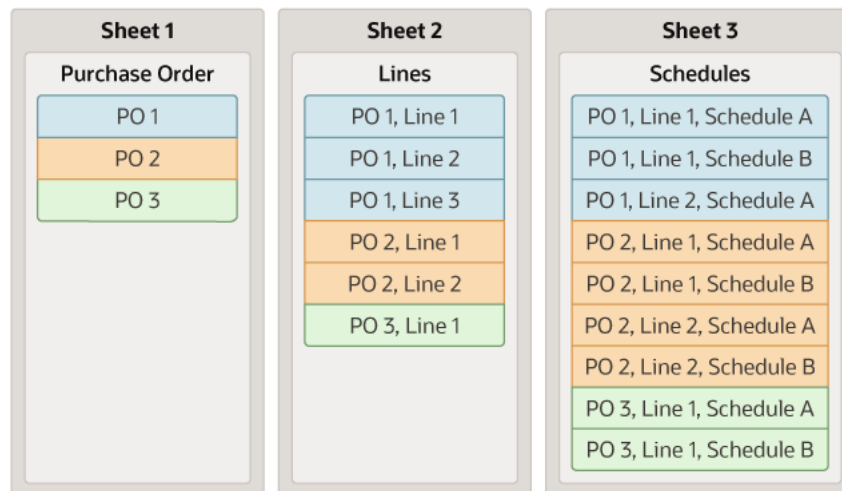 Sheet 1
Purchase Order
PO 1
PO 2
PO 3
Sheet 2
Lines
PO 1, Line 1
PO 1, Line 2
PO 1, Line 3
PO 2, Line 1
PO 2, Line 2
PO 3, Line 1
Sheet 3
Schedules
PO 1, Line 1, Schedule A
PO 1, Line 1, Schedule B
PO 1, Line 2, Schedule A
PO 2, Line 1, Schedule A
PO 2, Line 1, Schedule B
PO 2, Line 2, Schedule A
PO 2, Line 2, Schedule B
PO 3, Line 1, Schedule A
PO 3, Line 1, Schedule B